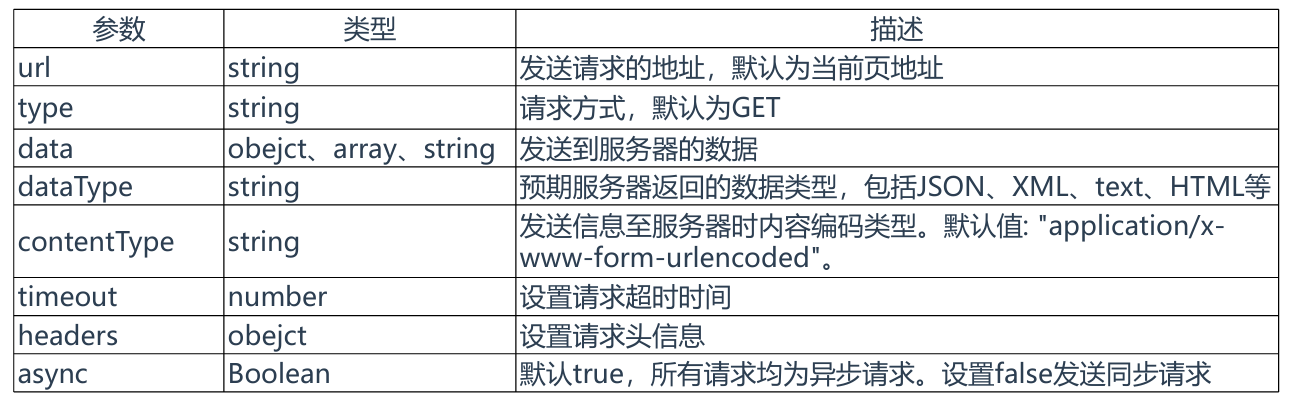 参数 类型 描述
url string 发送请求的地址，默认为当前页地址
type string 请求方式，默认为GET
data obejct、array、string 发送到服务器的数据
dataType string 预期服务器返回的数据类型，包括JSON、XML、text、HTML等
contentType string 发送信息至服务器时内容编码类型。默认值: "application/x-
www-form-urlencoded"。
timeout number 设置请求超时时间
headers obejct 设置请求头信息
async Boolean 默认true，所有请求均为异步请求。设置false发送同步请求